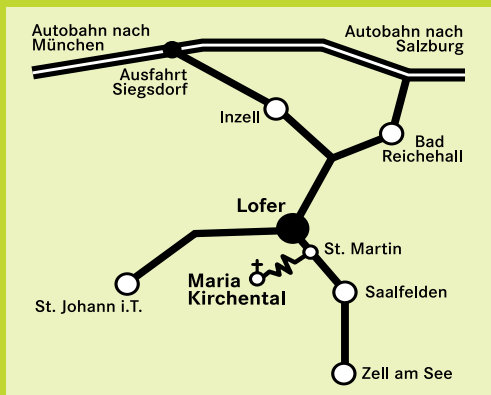 Autobahn nach
München
Autobahn nach
Salzburg
Ausfahrt
Siegsdorf
Inzell
Bad
Reichehall
Lofer
St. Martin
Maria
Kirchental
Saalfelden
St. Johann i.T.
Zell am See